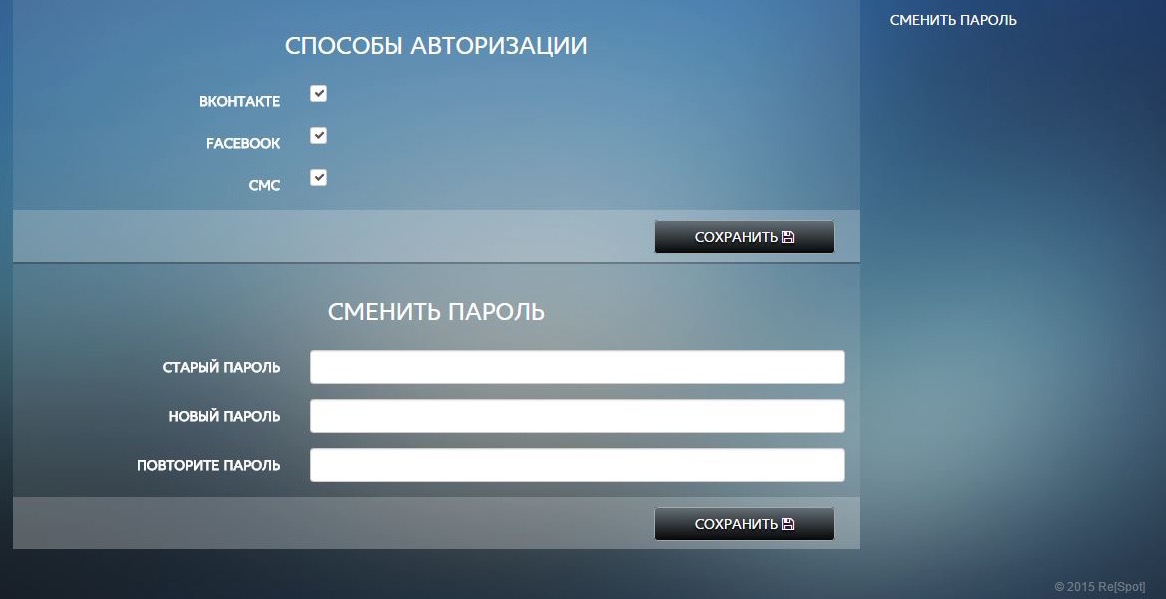 СМЕНИТЬ ПАРОЛЬ
СПОСОБЫ АВТОРИЗАЦИИ
ВКОНТАКТЕ
FACEBOOK
СМС
СОХРАНИТЬ
СМЕНИТЬ ПАРОЛЬ
СТАРЫЙ ПАРОЛЬ
НОВЫЙ ПАРОЛЬ
ПОВТОРИТЕ ПАРОЛЬ
СОХРАНИТЬ
© 2015 Re[Spot]